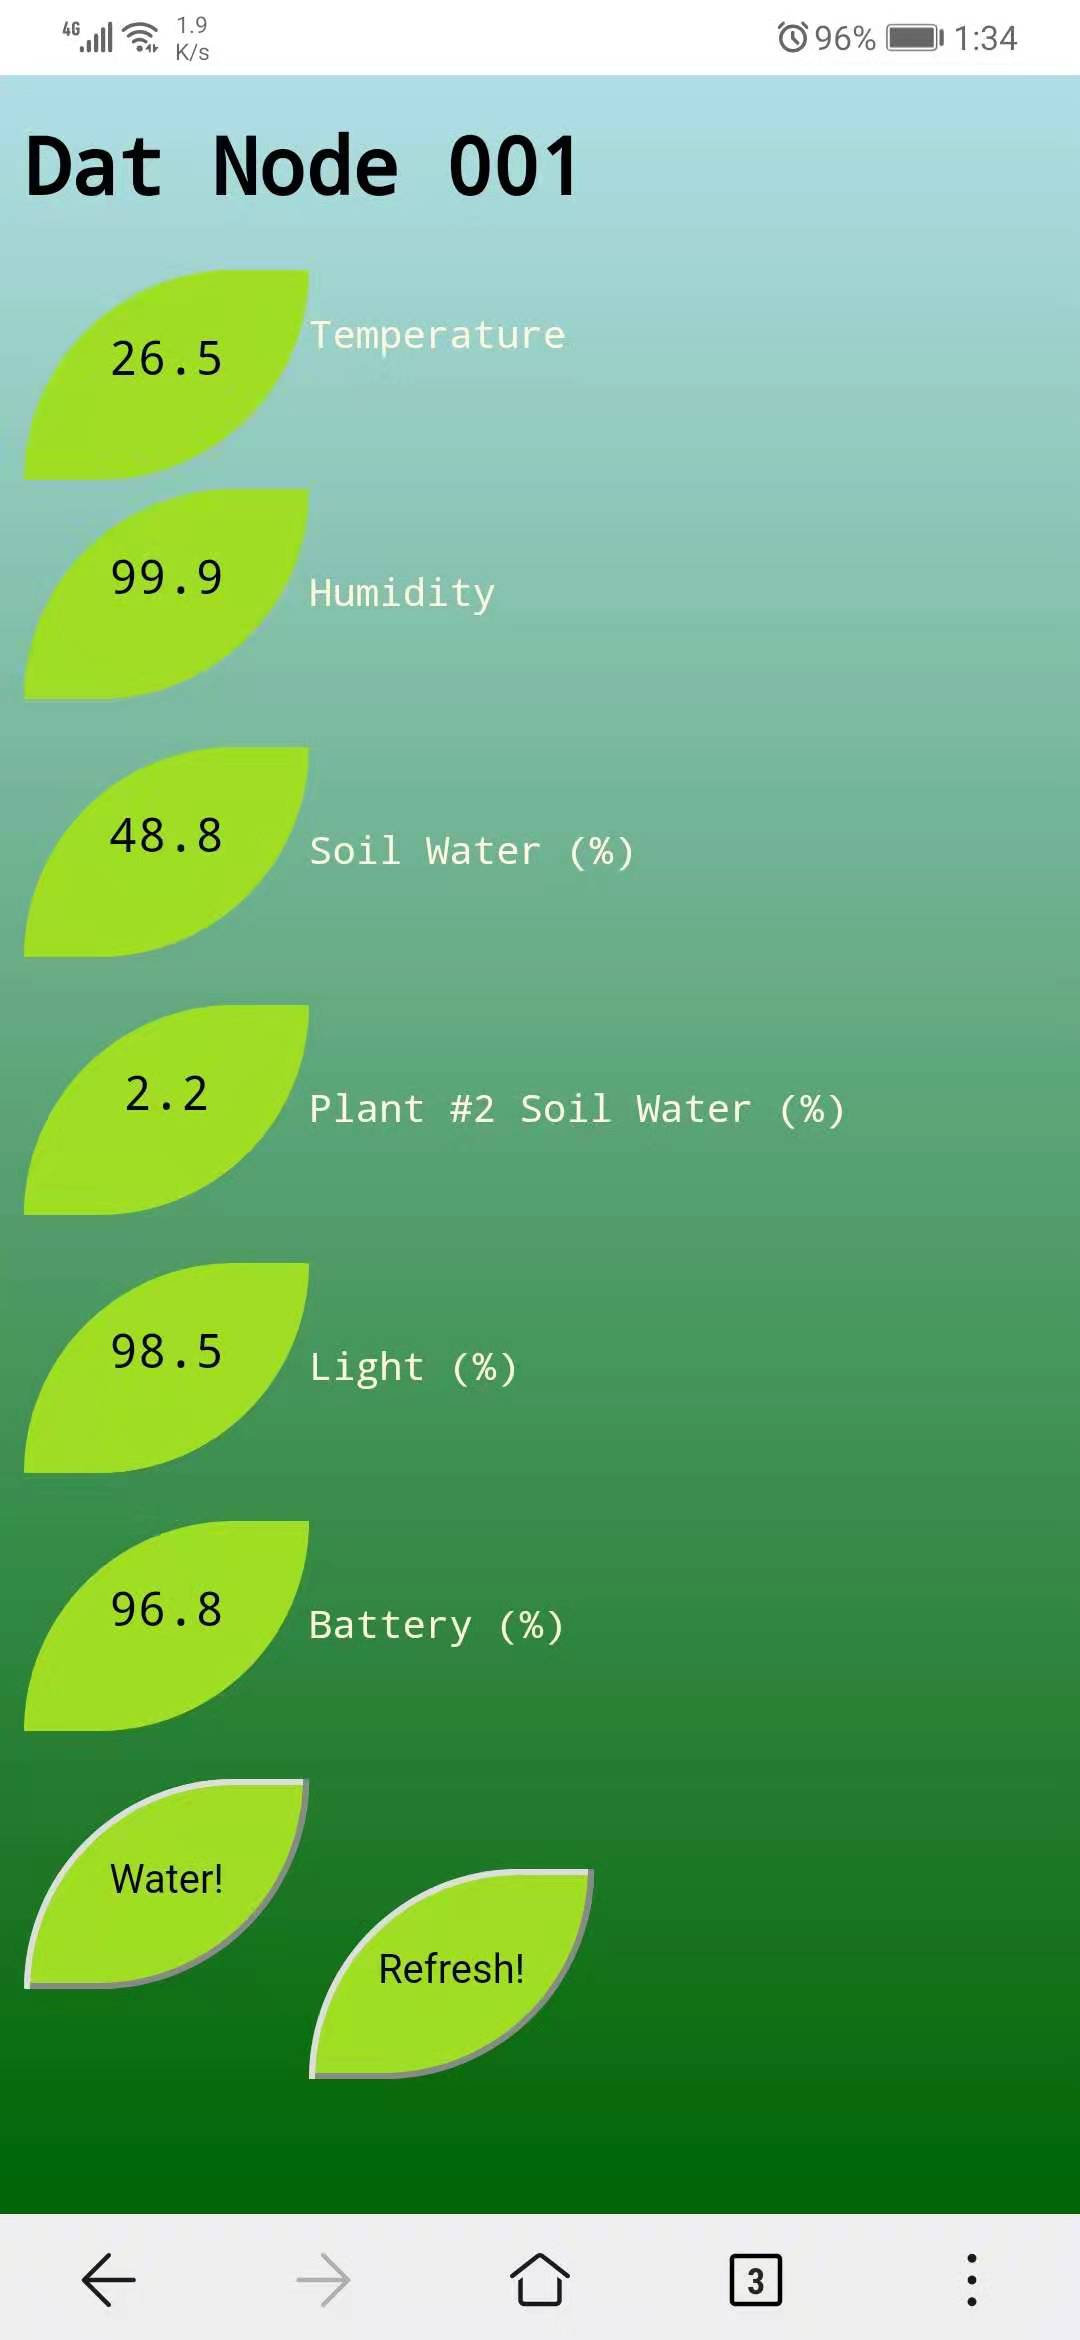 4G 1.9 K/s 96% 1:34
Dat Node 001
26.5 Temperature
99.9 Humidity
48.8 Soil Water (%)
2.2 Plant #2 Soil Water (%)
98.5 Light (%)
96.8 Battery (%)
Water!
Refresh!
3